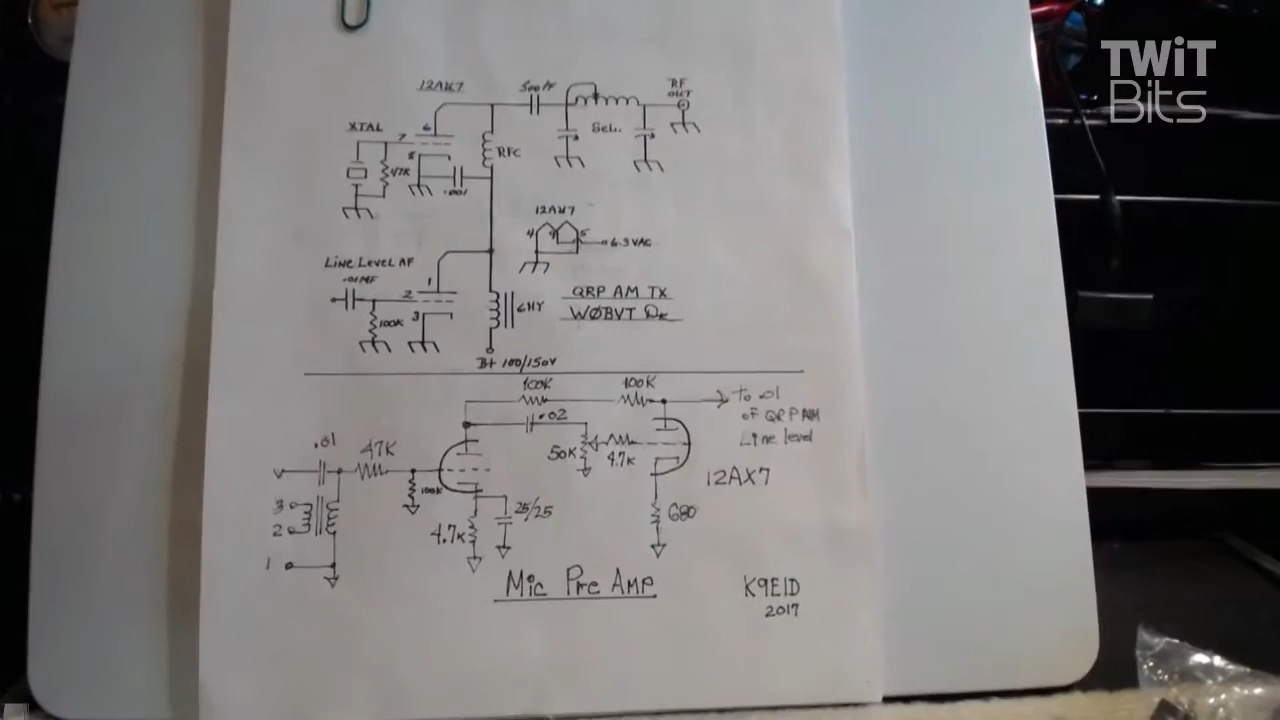 TWiT
Bits
12AU7
500PF
RF
OUT
XTAL
7
6
8
47K
RFC
Sel.
.001
12AU7
4
9
5
6.3 VAC
Line Level AF
.01MF
1
2
3
100K
6HY
QRP AM TX
WØBVT
B+ 100/150V
100K
100K
To .01
of QRP AM
Line level
.02
.01
47K
50K
4.7K
12AX7
100K
3
2
1
25/25
4.7K
680
Mic Pre Amp
K9EID
2017